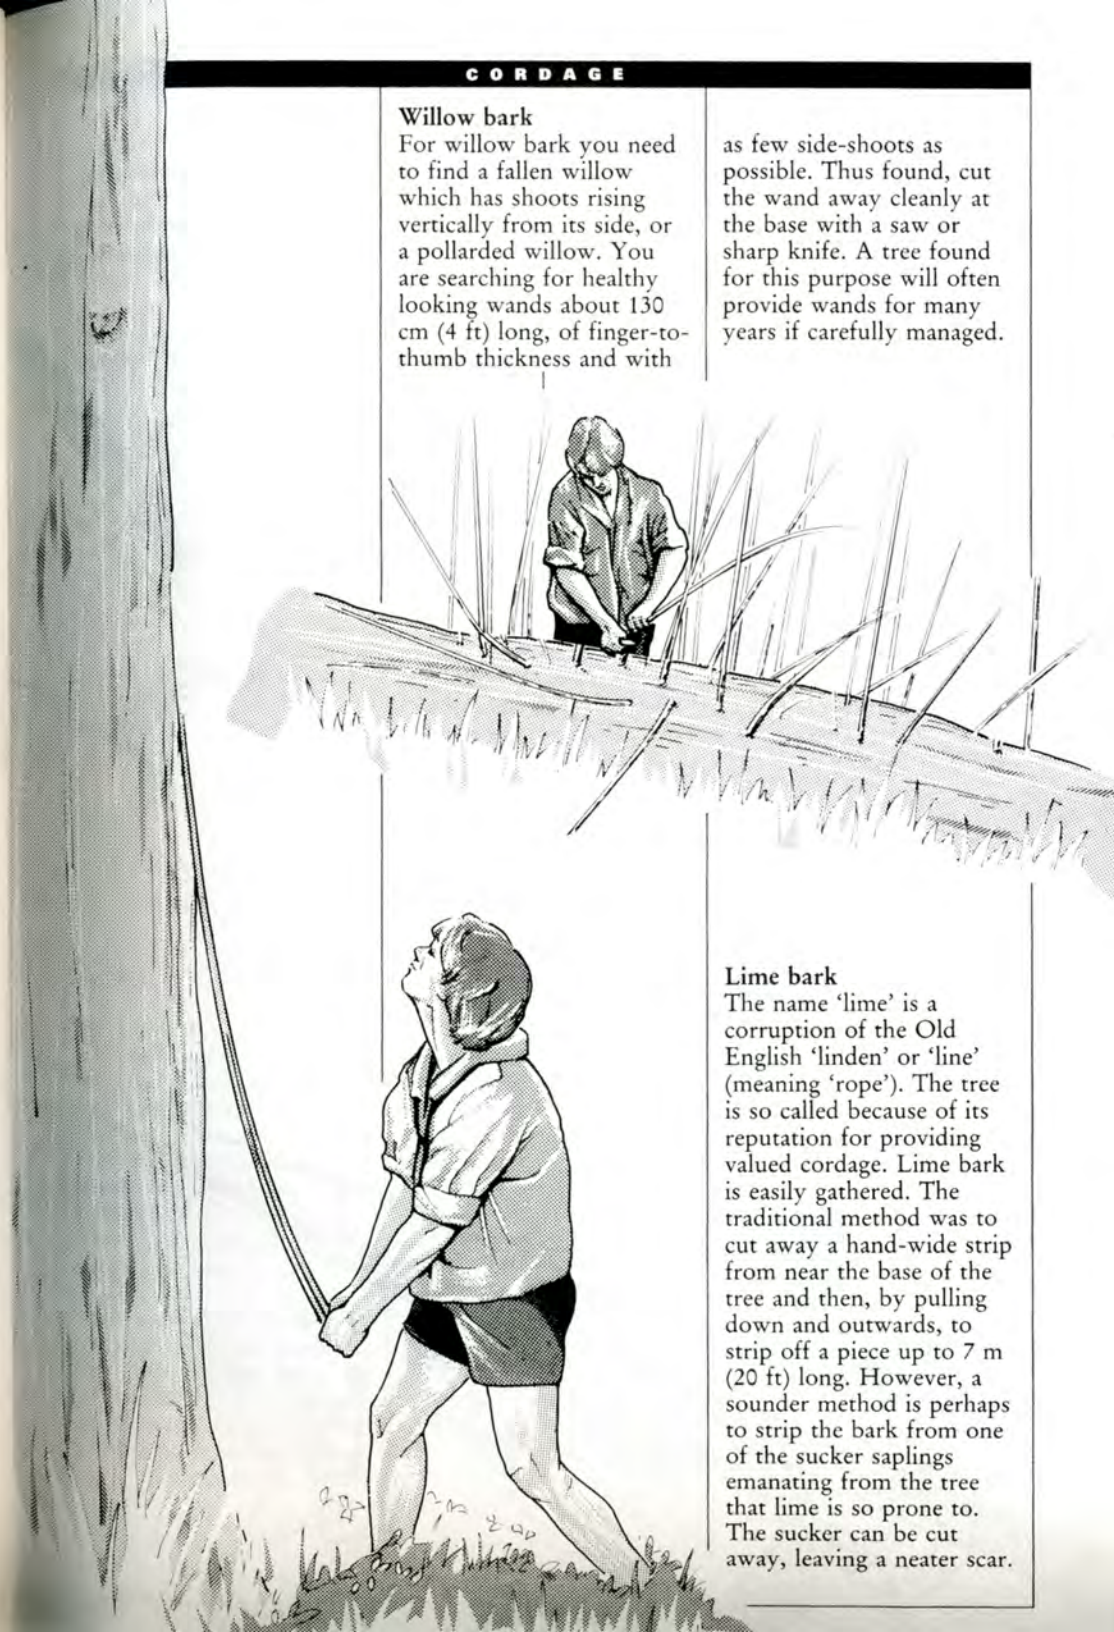 CORDAGE
Willow bark
For willow bark you need
to find a fallen willow
which has shoots rising
vertically from its side, or
a pollarded willow. You
are searching for healthy
looking wands about 130
cm (4 ft) long, of finger-to-
thumb thickness and with
as few side-shoots as
possible. Thus found, cut
the wand away cleanly at
the base with a saw or
sharp knife. A tree found
for this purpose will often
provide wands for many
years if carefully managed.
Lime bark
The name ‘lime’ is a
corruption of the Old
English ‘linden’ or ‘line’
(meaning ‘rope’). The tree
is so called because of its
reputation for providing
valued cordage. Lime bark
is easily gathered. The
traditional method was to
cut away a hand-wide strip
from near the base of the
tree and then, by pulling
down and outwards, to
strip off a piece up to 7 m
(20 ft) long. However, a
sounder method is perhaps
to strip the bark from one
of the sucker saplings
emanating from the tree
that lime is so prone to.
The sucker can be cut
away, leaving a neater scar.